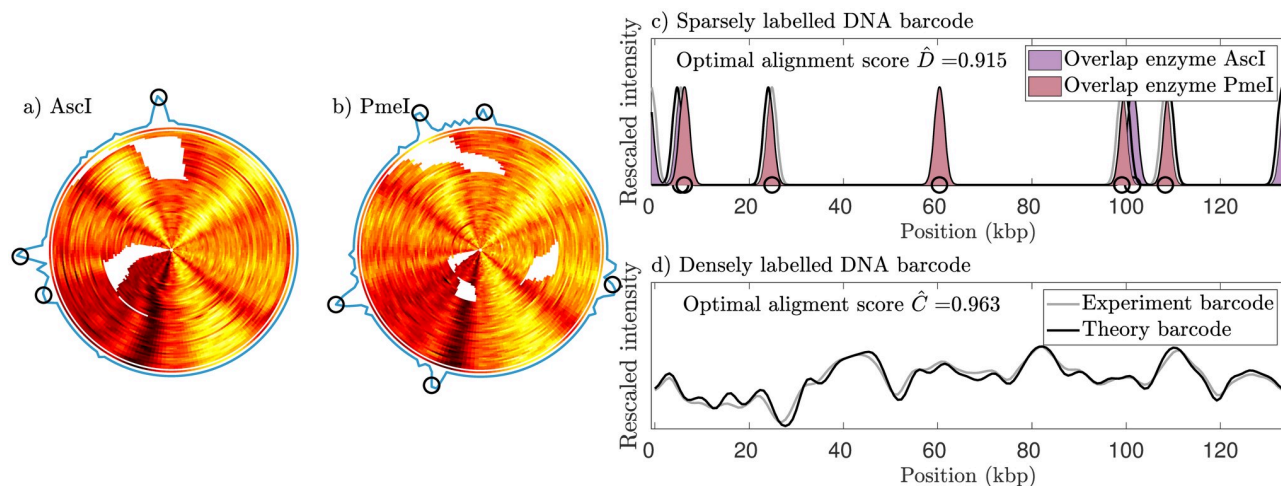 a) AscI
b) PmeI
c) Sparsely labelled DNA barcode
Optimal alignment score D̂ =0.915
Overlap enzyme AscI
Overlap enzyme PmeI
Rescaled intensity
0 20 40 60 80 100 120
Position (kbp)
d) Densely labelled DNA barcode
Optimal aligment score Ĉ =0.963
Experiment barcode
Theory barcode
Rescaled intensity
0 20 40 60 80 100 120
Position (kbp)